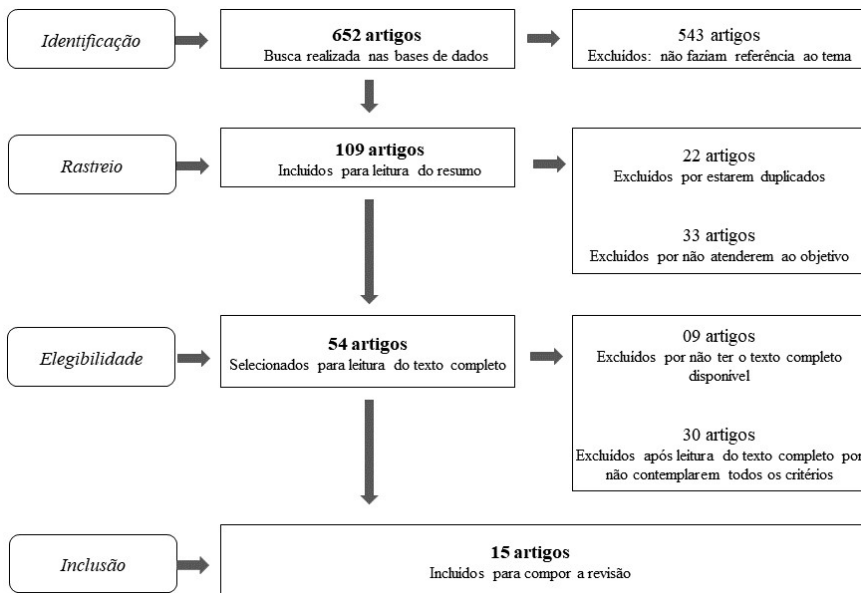 Identificação
652 artigos
Busca realizada nas bases de dados
543 artigos
Excluídos: não faziam referência ao tema
Rastreio
109 artigos
Incluidos para leitura do resumo
22 artigos
Excluídos por estarem duplicados
33 artigos
Excluídos por não atenderem ao objetivo
Elegibilidade
54 artigos
Selecionados para leitura do texto completo
09 artigos
Excluídos por não ter o texto completo
disponível
30 artigos
Excluídos após leitura do texto completo por
não contemplarem todos os critérios
Inclusão
15 artigos
Incluidos para compor a revisão